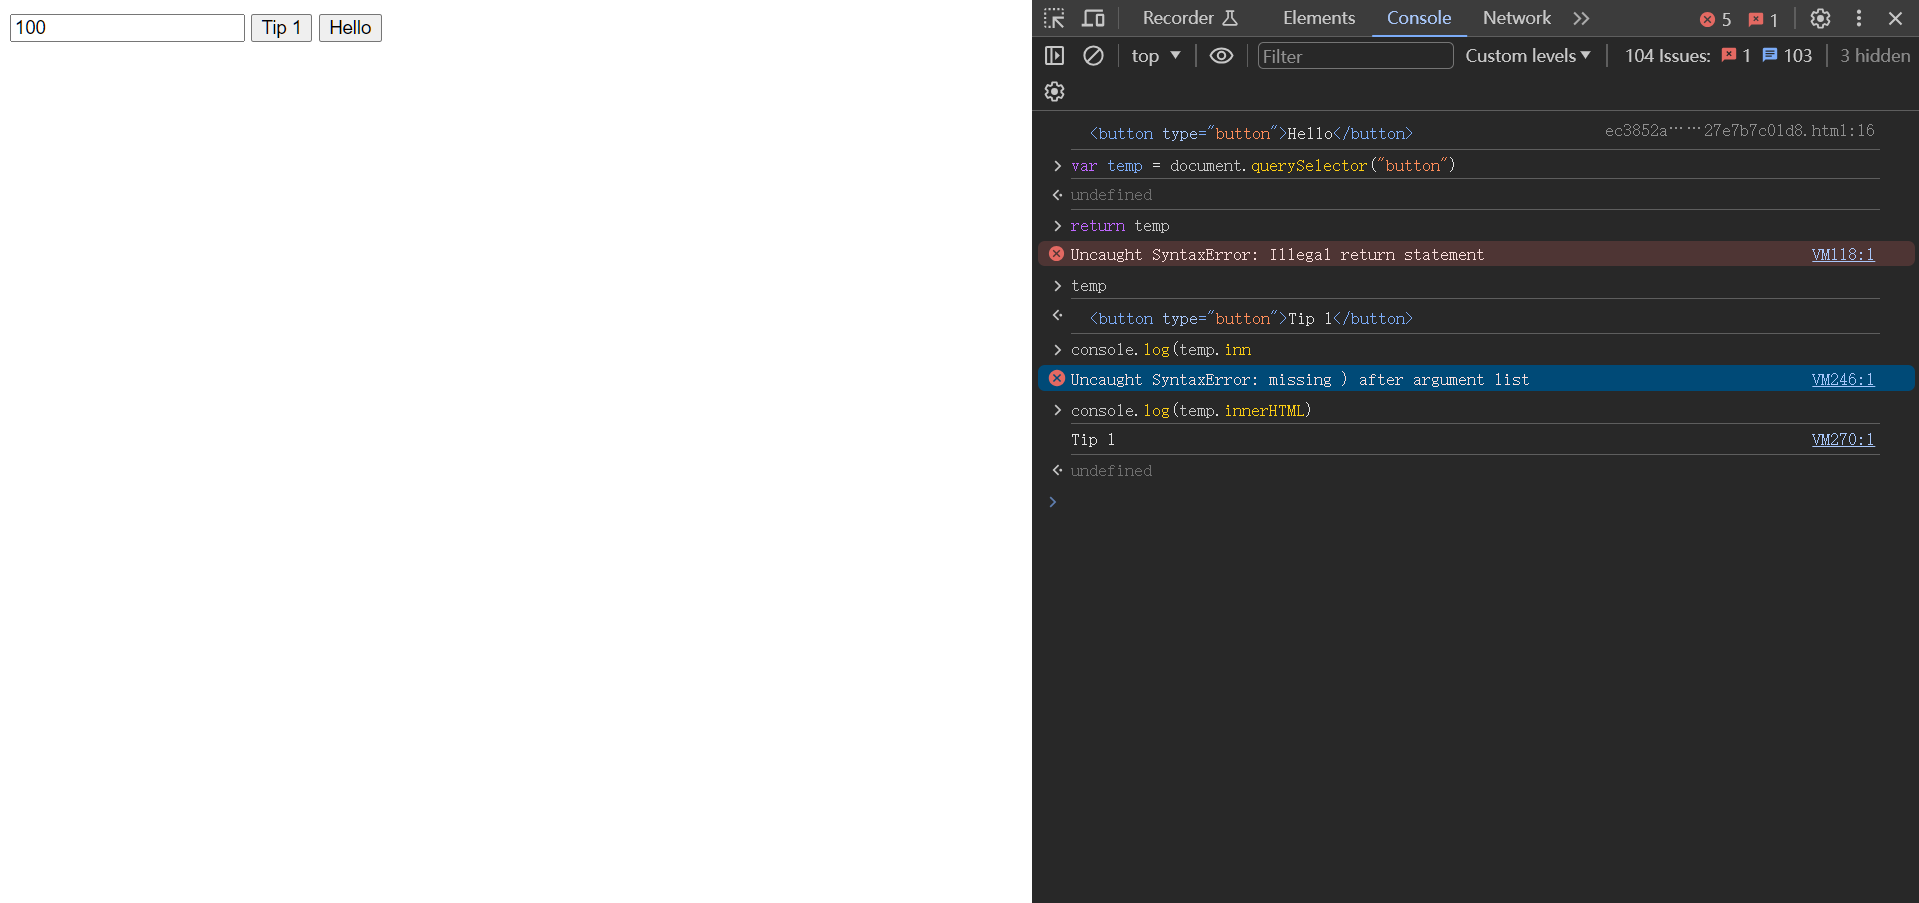 100 Tip 1 Hello
Recorder Elements Console Network 5 1
top Filter Custom levels 104 Issues: 1 103 3 hidden
<button type="button">Hello</button> ec3852a……27e7b7c01d8.html:16
var temp = document.querySelector("button")
undefined
return temp
Uncaught SyntaxError: Illegal return statement VM118:1
temp
<button type="button">Tip 1</button>
console.log(temp.inn
Uncaught SyntaxError: missing ) after argument list VM246:1
console.log(temp.innerHTML)
Tip 1 VM270:1
undefined